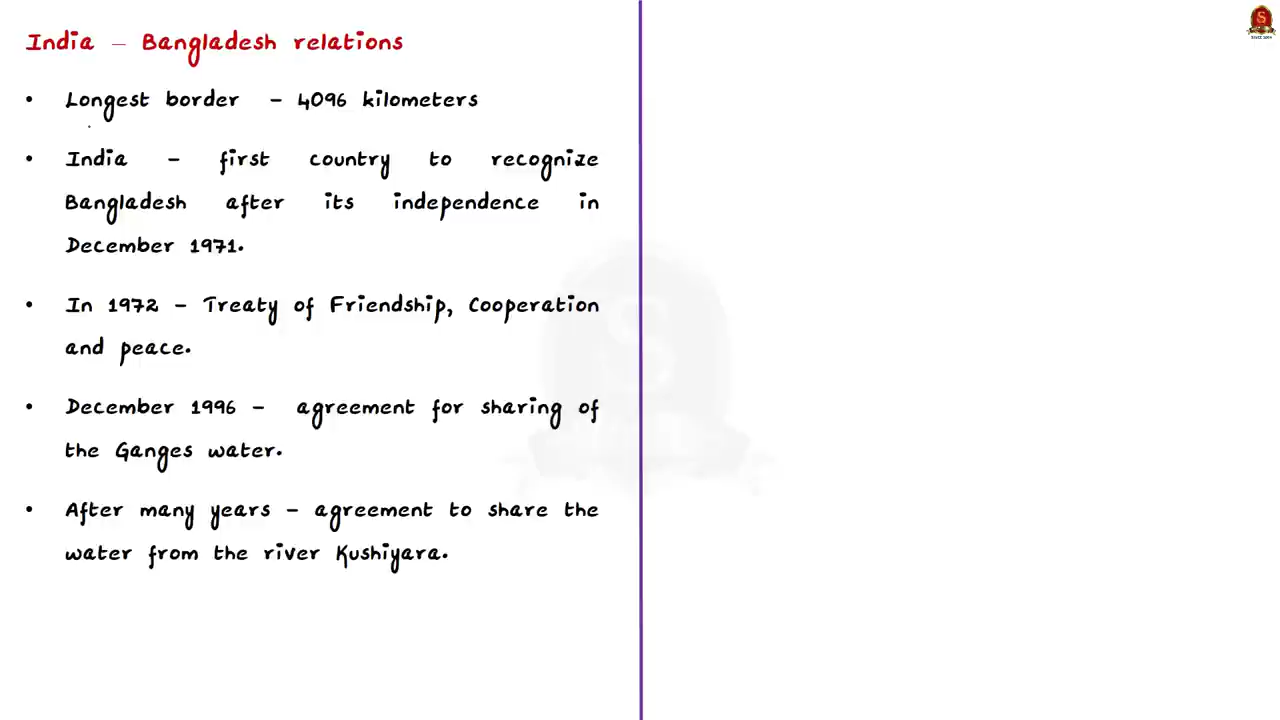 India – Bangladesh relations
• Longest border – 4096 kilometers
• India – first country to recognize
Bangladesh after its independence in
December 1971.
• In 1972 – Treaty of Friendship, Cooperation
and peace.
• December 1996 – agreement for sharing of
the Ganges water.
• After many years – agreement to share the
water from the river Kushiyara.